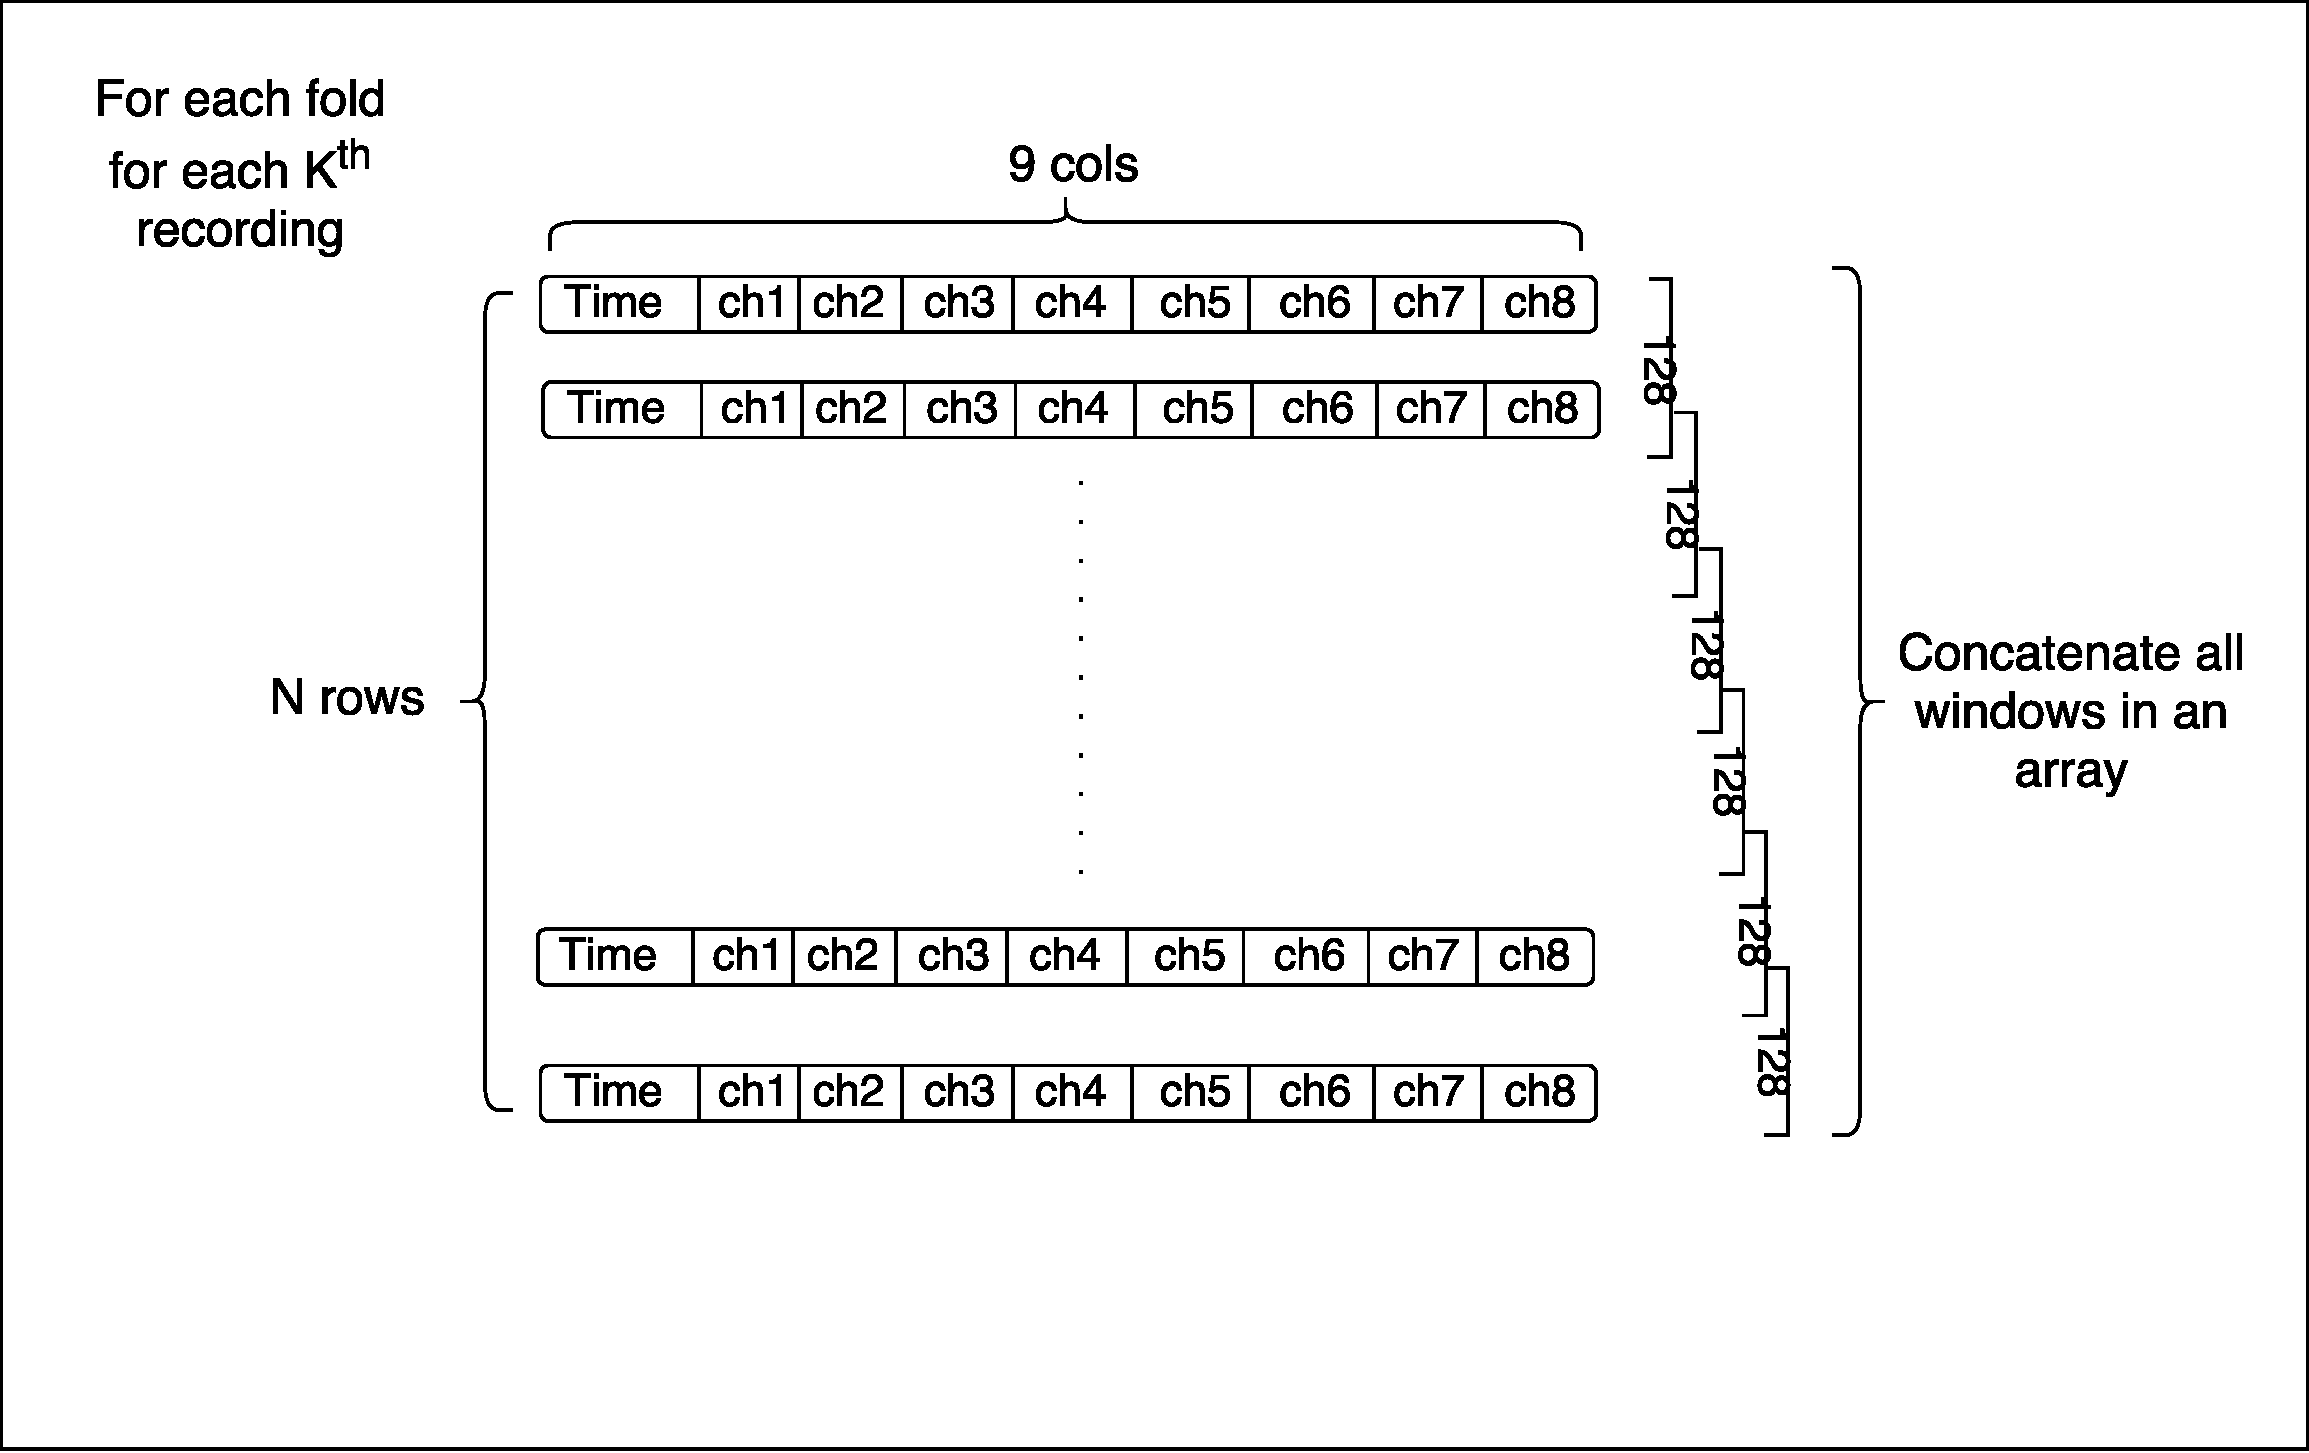 For each fold
for each Kth
recording
9 cols
Time ch1 ch2 ch3 ch4 ch5 ch6 ch7 ch8
128
Time ch1 ch2 ch3 ch4 ch5 ch6 ch7 ch8
128
128
N rows
Concatenate all
windows in an
array
128
128
Time ch1 ch2 ch3 ch4 ch5 ch6 ch7 ch8
128
Time ch1 ch2 ch3 ch4 ch5 ch6 ch7 ch8